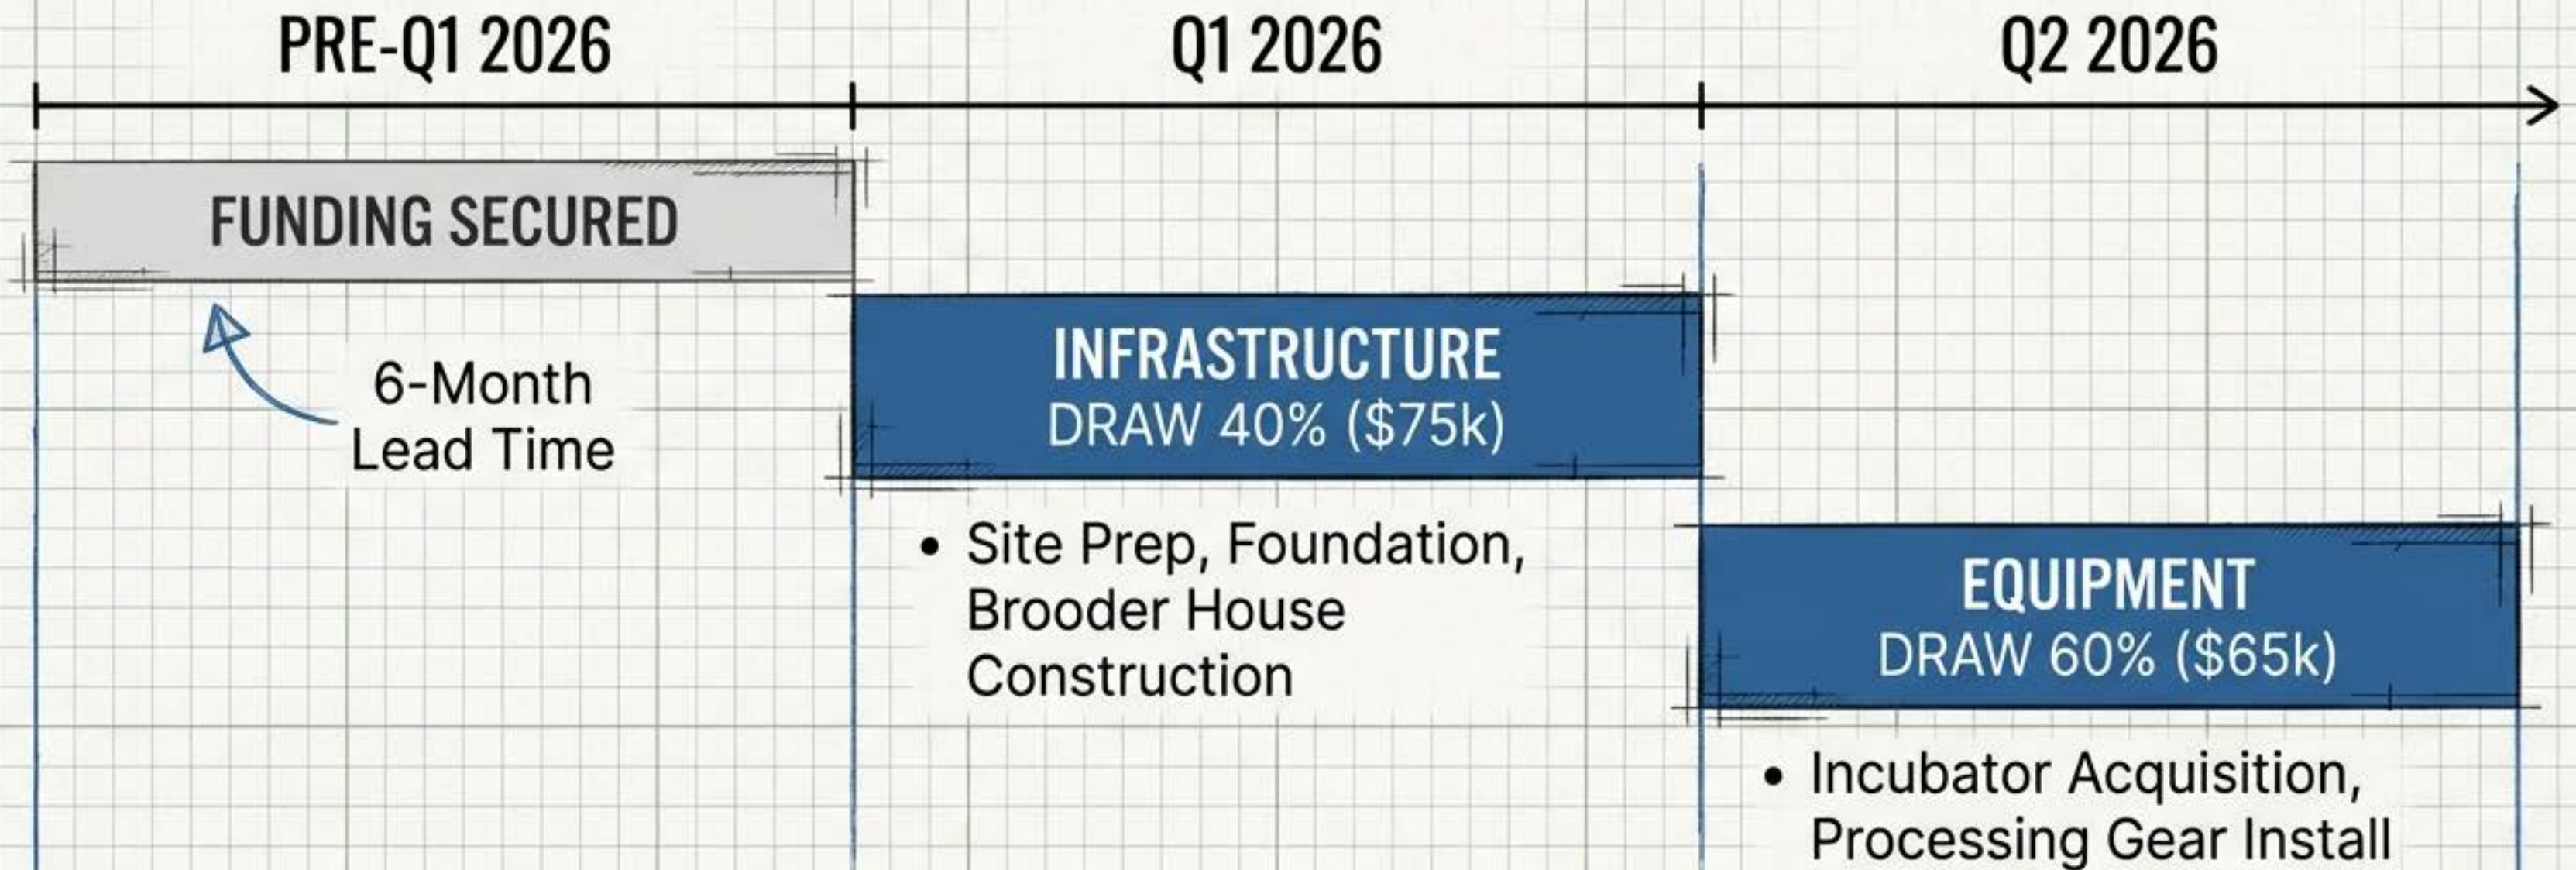 PRE-Q1 2026
Q1 2026
Q2 2026
FUNDING SECURED
6-Month
Lead Time
INFRASTRUCTURE
DRAW 40% ($75k)
• Site Prep, Foundation,
Brooder House
Construction
EQUIPMENT
DRAW 60% ($65k)
• Incubator Acquisition,
Processing Gear Install